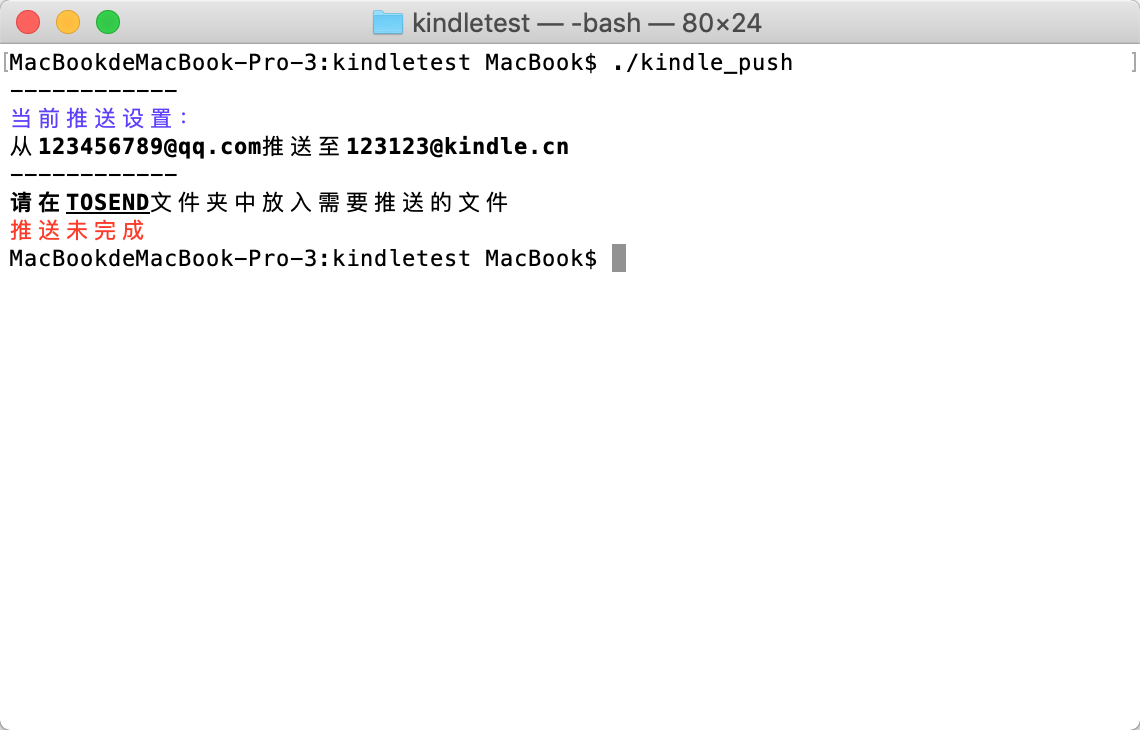 kindletest — -bash — 80×24
[MacBookdeMacBook-Pro-3:kindletest MacBook$ ./kindle_push ]
------------
当前推送设置：
从123456789@qq.com推送至123123@kindle.cn
------------
请在TOSEND文件夹中放入需要推送的文件
推送未完成
MacBookdeMacBook-Pro-3:kindletest MacBook$